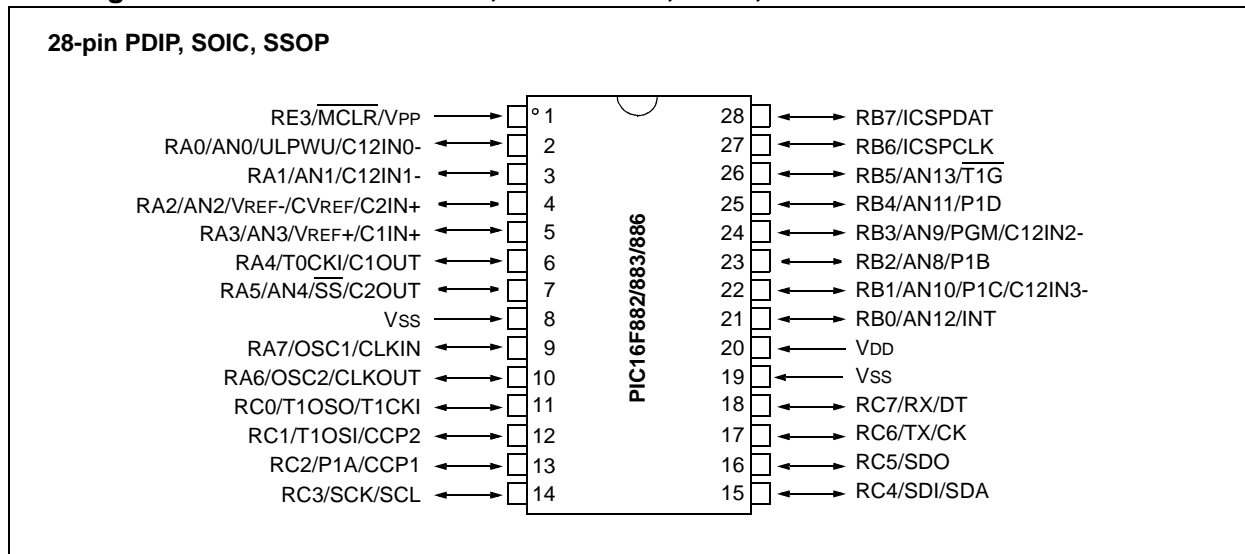 28-pin PDIP, SOIC, SSOP
RE3/MCLR/VPP 1 28 RB7/ICSPDAT
RA0/AN0/ULPWU/C12IN0- 2 27 RB6/ICSPCLK
RA1/AN1/C12IN1- 3 26 RB5/AN13/T1G
RA2/AN2/VREF-/CVREF/C2IN+ 4 25 RB4/AN11/P1D
RA3/AN3/VREF+/C1IN+ 5 24 RB3/AN9/PGM/C12IN2-
RA4/T0CKI/C1OUT 6 23 RB2/AN8/P1B
RA5/AN4/SS/C2OUT 7 22 RB1/AN10/P1C/C12IN3-
VSS 8 21 RB0/AN12/INT
RA7/OSC1/CLKIN 9 20 VDD
RA6/OSC2/CLKOUT 10 19 VSS
RC0/T1OSO/T1CKI 11 18 RC7/RX/DT
RC1/T1OSI/CCP2 12 17 RC6/TX/CK
RC2/P1A/CCP1 13 16 RC5/SDO
RC3/SCK/SCL 14 15 RC4/SDI/SDA
PIC16F882/883/886